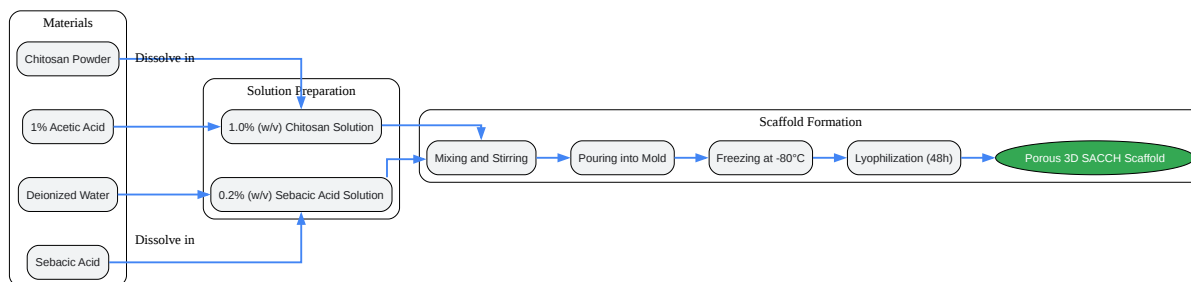 Materials
Chitosan Powder
Dissolve in
1% Acetic Acid
Deionized Water
Dissolve in
Sebacic Acid
Solution Preparation
1.0% (w/v) Chitosan Solution
0.2% (w/v) Sebacic Acid Solution
Scaffold Formation
Mixing and Stirring
Pouring into Mold
Freezing at -80°C
Lyophilization (48h)
Porous 3D SACCH Scaffold